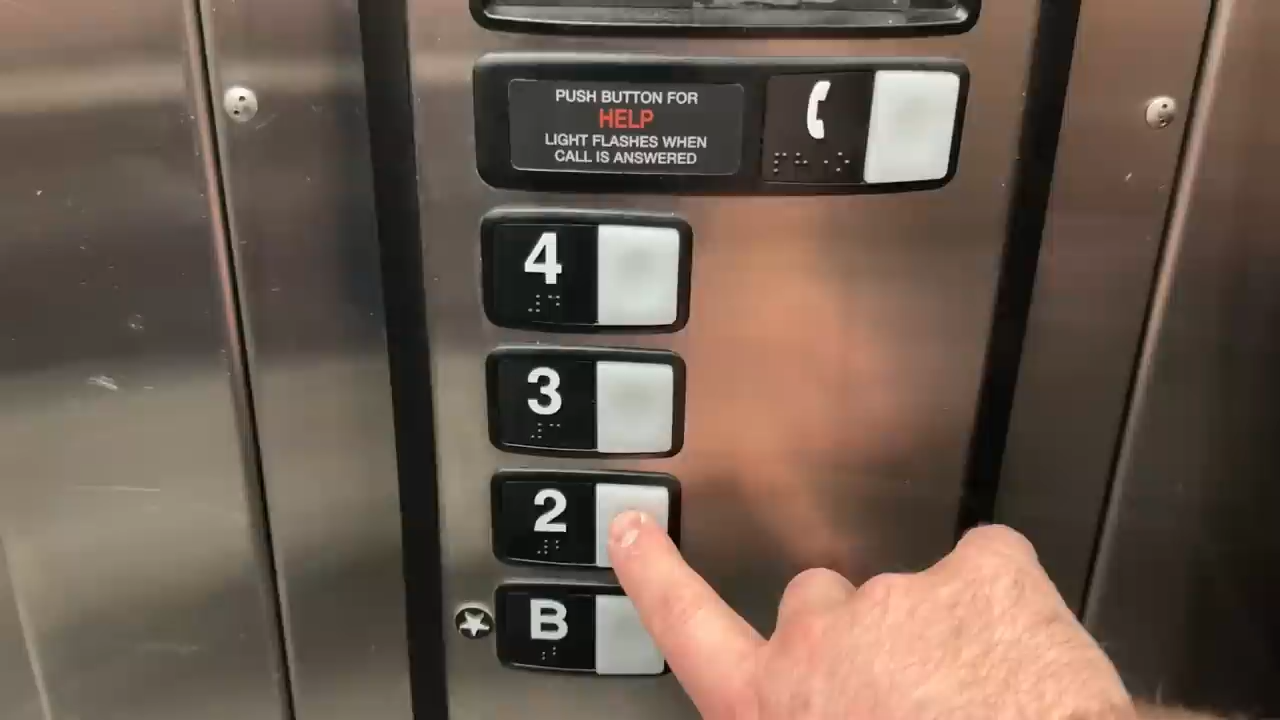 PUSH BUTTON FOR
HELP
LIGHT FLASHES WHEN
CALL IS ANSWERED
4
3
2
B